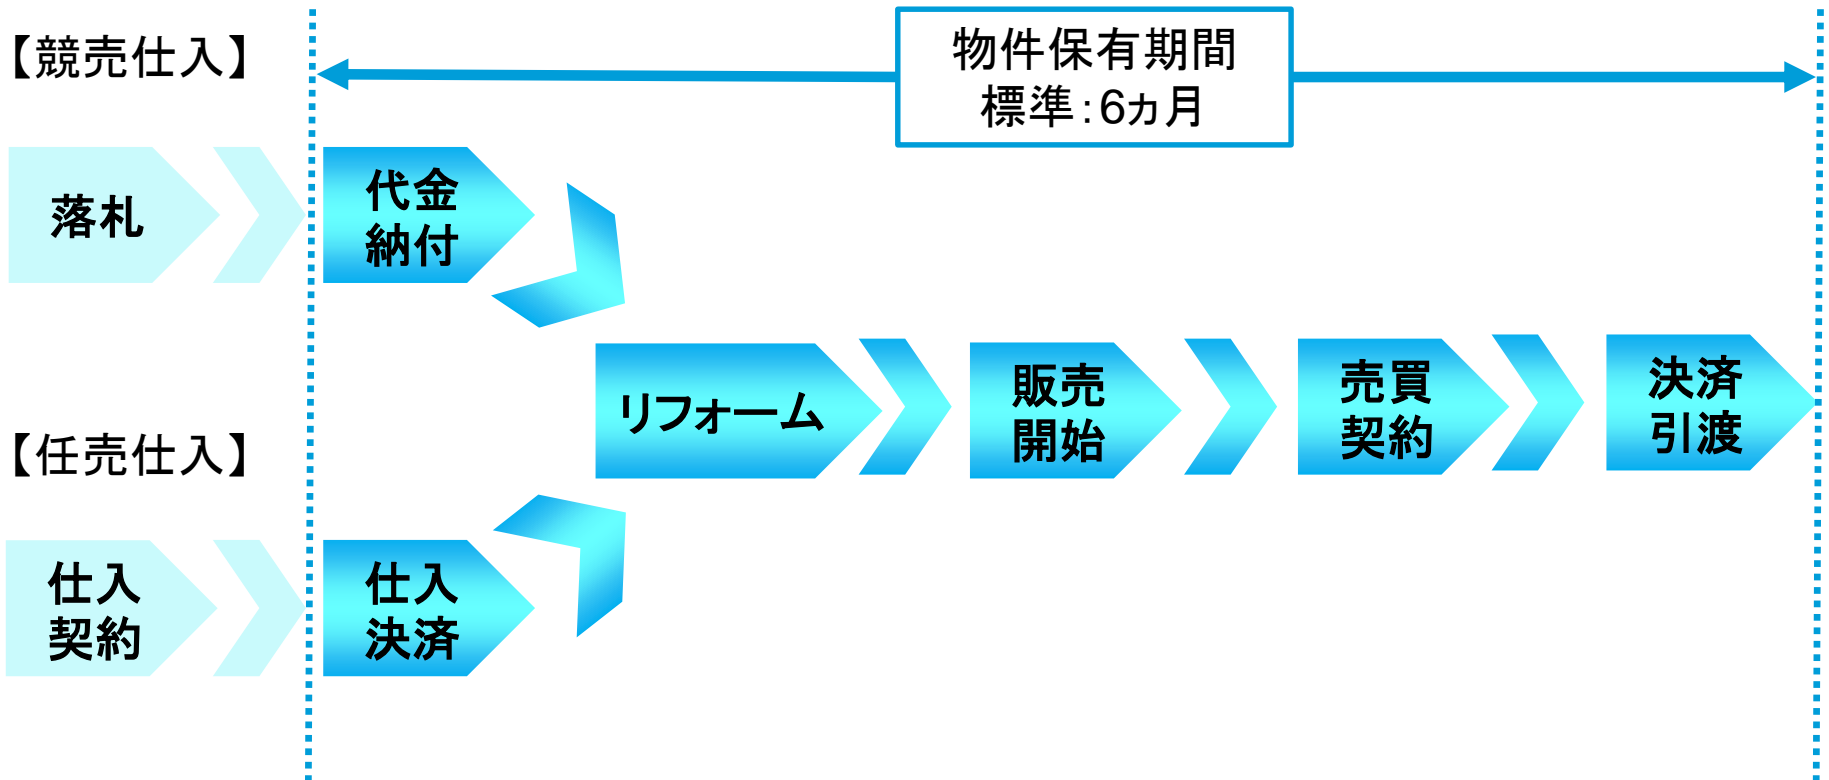 【競売仕入】
物件保有期間
標準:6ヵ月
落札
代金
納付
リフォーム
販売
開始
売買
契約
決済
引渡
【任売仕入】
仕入
契約
仕入
決済